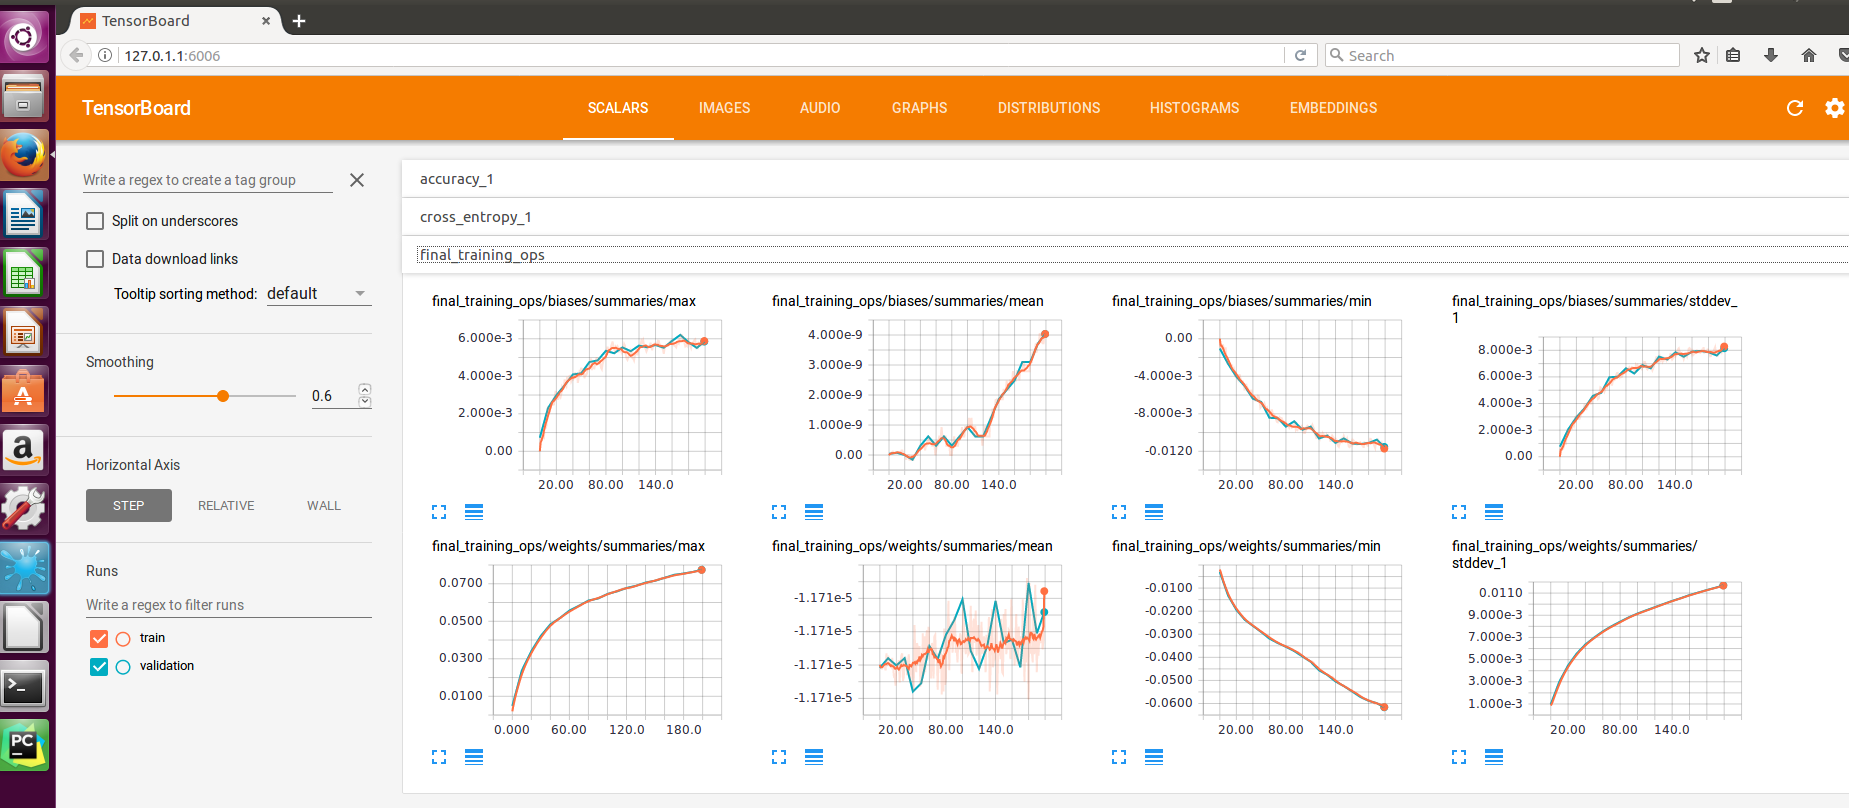 TensorBoard
127.0.1.1:6006
Search
TensorBoard
SCALARS
IMAGES
AUDIO
GRAPHS
DISTRIBUTIONS
HISTOGRAMS
EMBEDDINGS
Write a regex to create a tag group
Split on underscores
Data download links
Tooltip sorting method: default
Smoothing
0.6
Horizontal Axis
STEP
RELATIVE
WALL
Runs
Write a regex to filter runs
train
validation
accuracy_1
cross_entropy_1
final_training_ops
final_training_ops/biases/summaries/max
6.000e-3
4.000e-3
2.000e-3
0.00
20.00 80.00 140.0
final_training_ops/biases/summaries/mean
4.000e-9
3.000e-9
2.000e-9
1.000e-9
0.00
20.00 80.00 140.0
final_training_ops/biases/summaries/min
0.00
-4.000e-3
-8.000e-3
-0.0120
20.00 80.00 140.0
final_training_ops/biases/summaries/stddev_
1
8.000e-3
6.000e-3
4.000e-3
2.000e-3
0.00
20.00 80.00 140.0
final_training_ops/weights/summaries/max
0.0700
0.0500
0.0300
0.0100
0.000 60.00 120.0 180.0
final_training_ops/weights/summaries/mean
-1.171e-5
-1.171e-5
-1.171e-5
-1.171e-5
20.00 80.00 140.0
final_training_ops/weights/summaries/min
-0.0100
-0.0200
-0.0300
-0.0400
-0.0500
-0.0600
20.00 80.00 140.0
final_training_ops/weights/summaries/
stddev_1
0.0110
9.000e-3
7.000e-3
5.000e-3
3.000e-3
1.000e-3
20.00 80.00 140.0
A
a
>_
PC